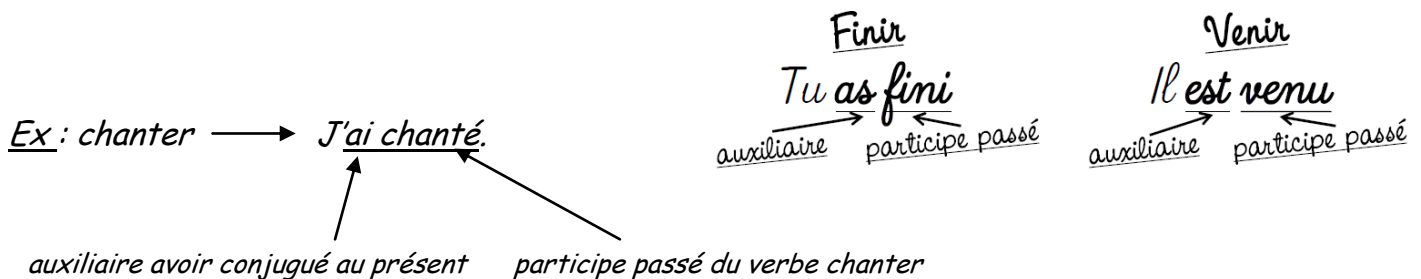 Finir
Venir
Tu as fini
Il est venu
Ex : chanter
J'ai chanté.
auxiliaire
participe passé
auxiliaire
participe passé
auxiliaire avoir conjugué au présent
participe passé du verbe chanter